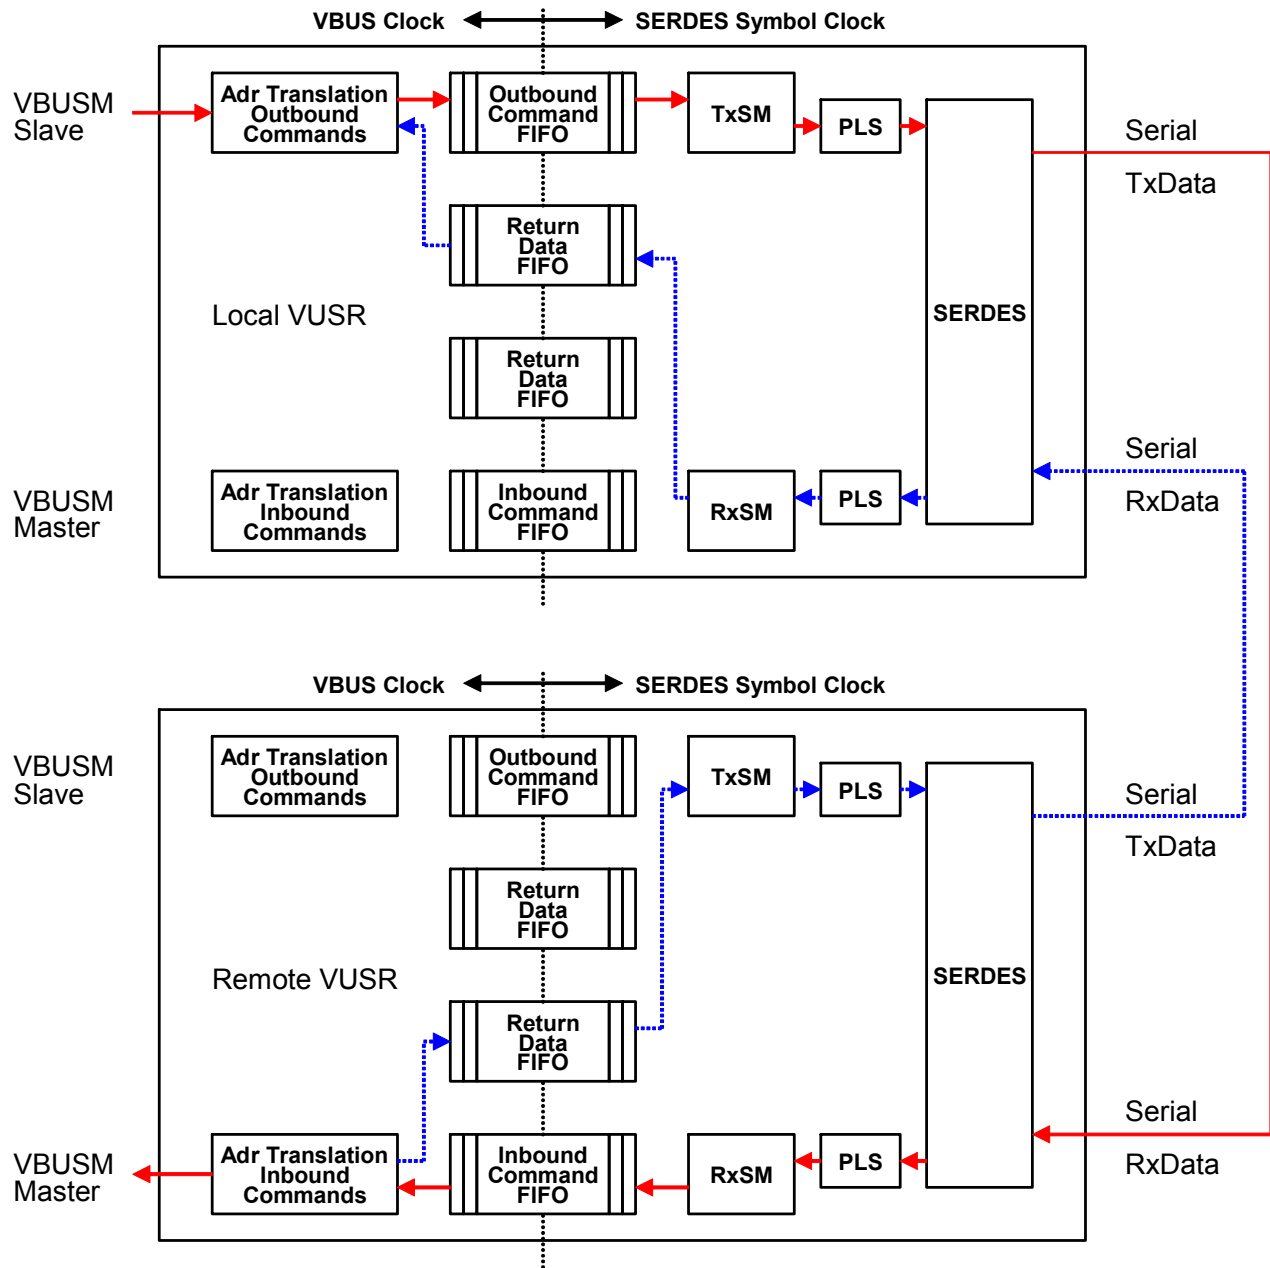 VBUS Clock
SERDES Symbol Clock
VBUSM
Slave
Adr Translation
Outbound
Commands
Outbound
Command
FIFO
TxSM
PLS
Serial
TxData
Return
Data
FIFO
Local VUSR
SERDES
Return
Data
FIFO
VBUSM
Master
Adr Translation
Inbound
Commands
Inbound
Command
FIFO
RxSM
PLS
Serial
RxData
VBUS Clock
SERDES Symbol Clock
VBUSM
Slave
Adr Translation
Outbound
Commands
Outbound
Command
FIFO
TxSM
PLS
Serial
TxData
Return
Data
FIFO
Remote VUSR
SERDES
Return
Data
FIFO
VBUSM
Master
Adr Translation
Inbound
Commands
Inbound
Command
FIFO
RxSM
PLS
Serial
RxData